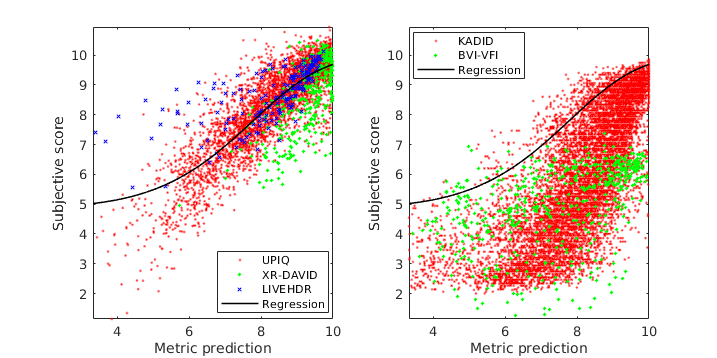 10
9
8
7
6
5
4
3
2
Subjective score
UPIQ
XR-DAVID
LIVEHDR
Regression
4
6
8
10
Metric prediction
KADID
BVI-VFI
Regression
10
9
8
7
6
5
4
3
2
Subjective score
4
6
8
10
Metric prediction